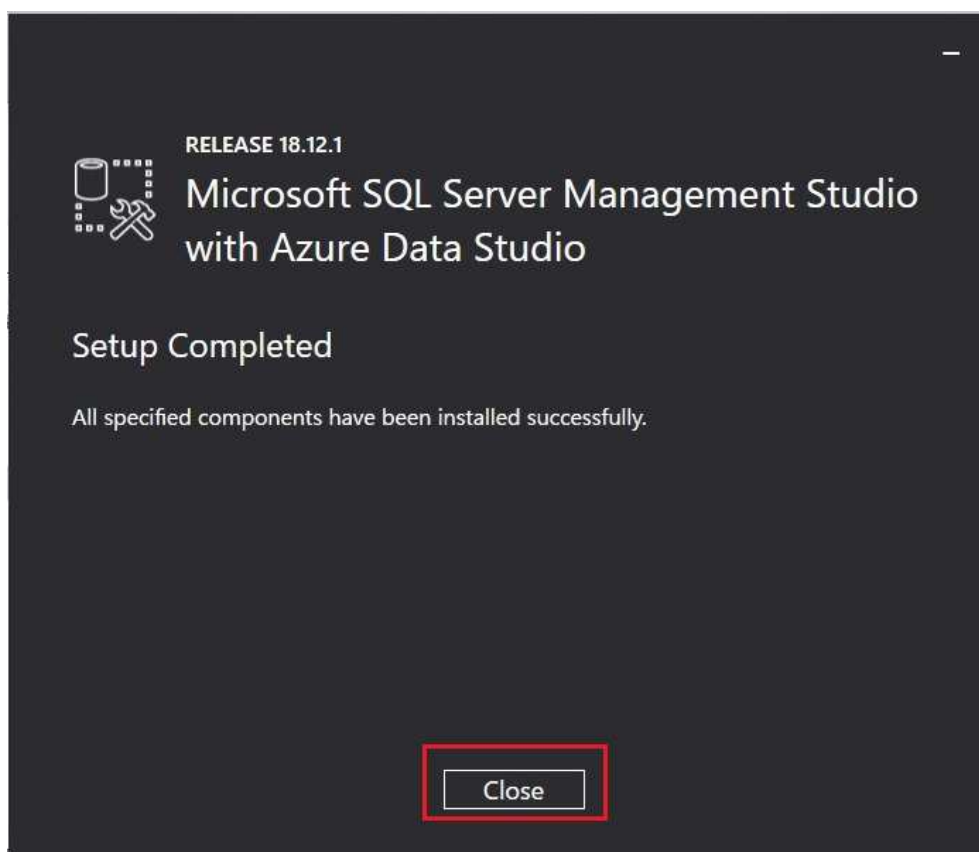 RELEASE 18.12.1
Microsoft SQL Server Management Studio
with Azure Data Studio
Setup Completed
All specified components have been installed successfully.
Close